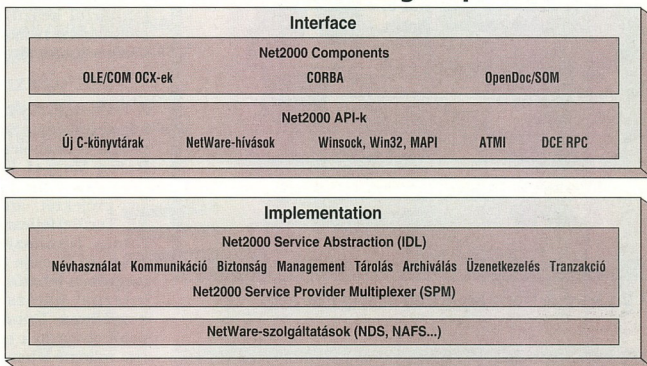 Interface
Net2000 Components
OLE/COM OCX-ek CORBA OpenDoc/SOM
Net2000 API-k
Új C-könyvtárak NetWare-hívások Winsock, Win32, MAPI ATMI DCE RPC
Implementation
Net2000 Service Abstraction (IDL)
Névhasználat Kommunikáció Biztonság Management Tárolás Archiválás Üzenetkezelés Tranzakció
Net2000 Service Provider Multiplexer (SPM)
NetWare-szolgáltatások (NDS, NAFS...)